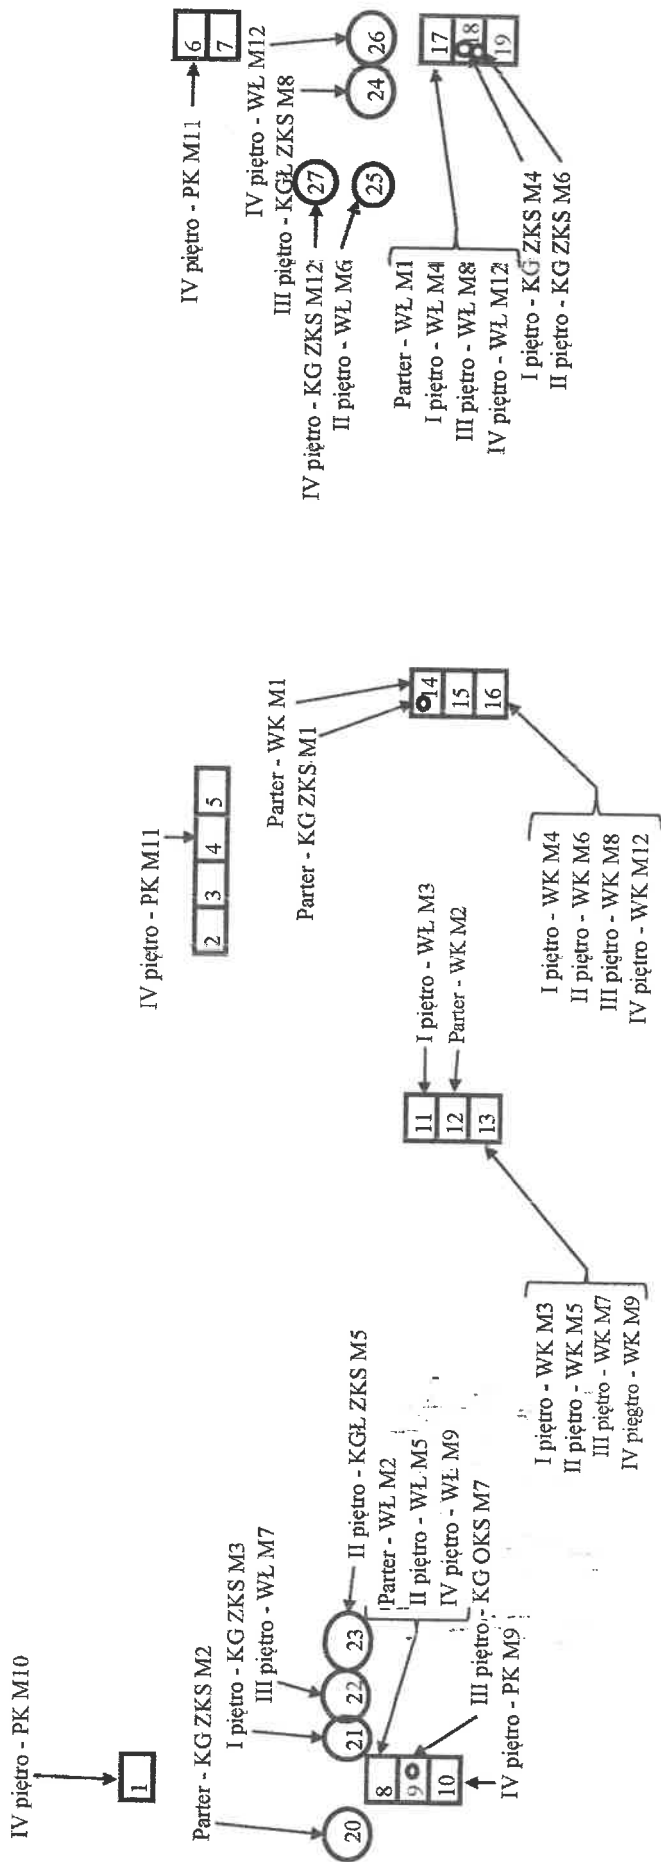 IV piętro - PK M10
1
Parter - KG ZKS M2
I piętro - KG ZKS M3
III piętro - WŁ M7
20
21
22
23
II piętro - KGŁ ZKS M5
8
9
10
Parter - WŁ M2
II piętro - WŁ M5
IV piętro - WŁ M9
III piętro - KG OKS M7
IV piętro - PK M9
I piętro - WK M3
II piętro - WK M5
III piętro - WK M7
IV pięgtro - WK M9
11
12
13
I piętro - WŁ M3
Parter - WK M2
IV piętro - PK M11
2
3
4
5
Parter - WK M1
Parter - KG ZKS M1
14
15
16
I piętro - WK M4
II piętro - WK M6
III piętro - WK M8
IV piętro - WK M12
IV piętro - PK M11
6
7
IV piętro - WŁ M12
III piętro - KGŁ ZKS M8
26
24
IV piętro - KG ZKS M12
27
II piętro - WŁ M6
25
Parter - WŁ M1
I piętro - WŁ M4
III piętro - WŁ M8
IV piętro - WŁ M12
17
18
19
I piętro - KG ZKS M4
II piętro - KG ZKS M6